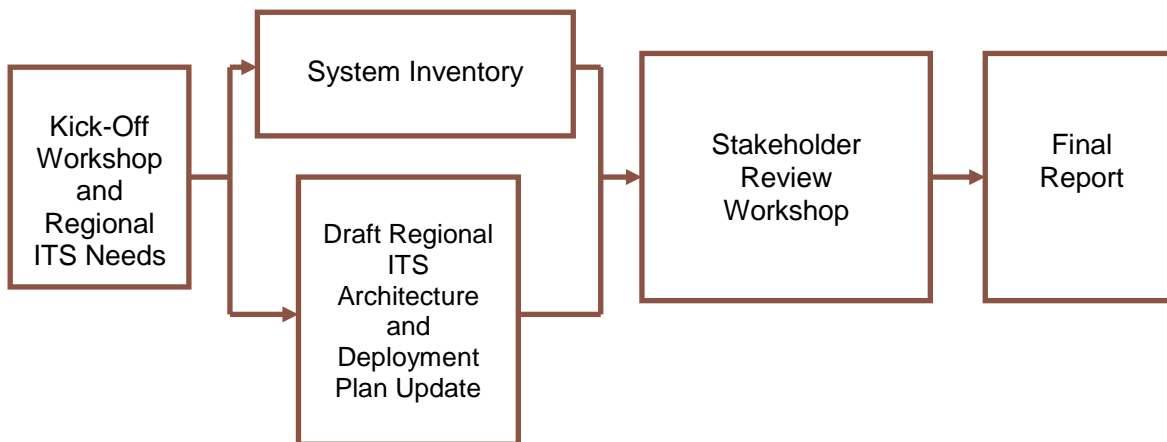 Kick-Off
Workshop
and
Regional
ITS Needs
System Inventory
Draft Regional
ITS
Architecture
and
Deployment
Plan Update
Stakeholder
Review
Workshop
Final
Report